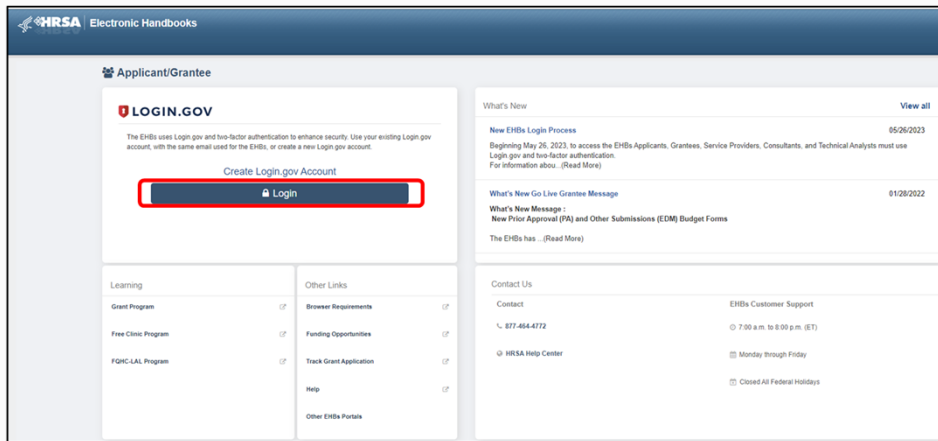 HRSA Electronic Handbooks
Applicant/Grantee
LOGIN.GOV
The EHBs uses Login.gov and two-factor authentication to enhance security. Use your existing Login.gov
account, with the same email used for the EHBs, or create a new Login.gov account.
Create Login.gov Account
Login
What's New
View all
New EHBs Login Process
05/26/2023
Beginning May 26, 2023, to access the EHBs Applicants, Grantees, Service Providers, Consultants, and Technical Analysts must use
Login.gov and two-factor authentication.
For information abou...(Read More)
What's New Go Live Grantee Message
01/28/2022
What's New Message :
New Prior Approval (PA) and Other Submissions (EDM) Budget Forms
The EHBs has ...(Read More)
Learning
Grant Program
Free Clinic Program
FQHC-LAL Program
Other Links
Browser Requirements
Funding Opportunities
Track Grant Application
Help
Other EHBs Portals
Contact Us
Contact
EHBs Customer Support
877-464-4772
7:00 a.m. to 8:00 p.m. (ET)
HRSA Help Center
Monday through Friday
Closed All Federal Holidays